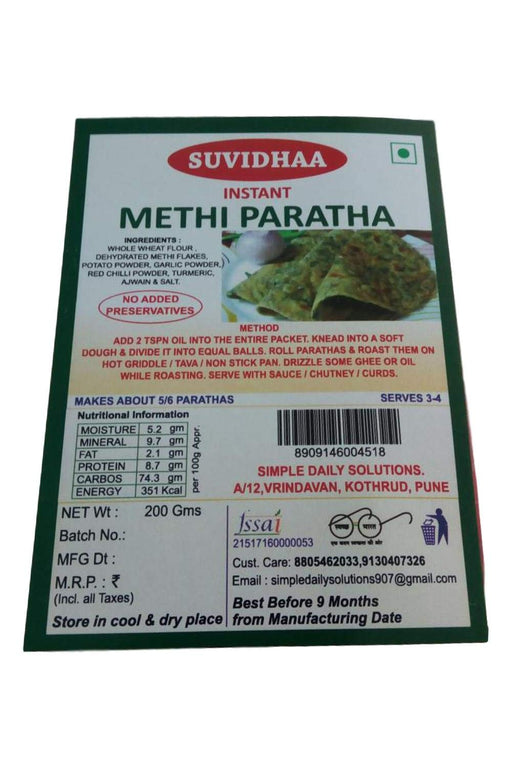 SUVIDHAA
INSTANT
METHI PARATHA
INGREDIENTS :
WHOLE WHEAT FLOUR ,
DEHYDRATED METHI FLAKES,
POTATO POWDER, GARLIC POWDER,
RED CHILLI POWDER, TURMERIC,
AJWAIN & SALT.
NO ADDED
PRESERVATIVES
METHOD
ADD 2 TSPN OIL INTO THE ENTIRE PACKET. KNEAD INTO A SOFT
DOUGH & DIVIDE IT INTO EQUAL BALLS. ROLL PARATHAS & ROAST THEM ON
HOT GRIDDLE / TAVA / NON STICK PAN. DRIZZLE SOME GHEE OR OIL
WHILE ROASTING. SERVE WITH SAUCE / CHUTNEY / CURDS.
MAKES ABOUT 5/6 PARATHAS
SERVES 3-4
Nutritional Information
MOISTURE 5.2 gm
MINERAL 9.7 gm
FAT 2.1 gm
PROTEIN 8.7 gm
CARBOS 74.3 gm
ENERGY 351 Kcal
per 100g Appr.
8909146004518
SIMPLE DAILY SOLUTIONS.
A/12,VRINDAVAN, KOTHRUD, PUNE
NET Wt : 200 Gms
Batch No.:
MFG Dt :
M.R.P. : ₹
(Incl. all Taxes)
Store in cool & dry place
fssai
21517160000053
स्वच्छ भारत
एक कदम स्वच्छता की ओर
Cust. Care: 8805462033,9130407326
Email : simpledailysolutions907@gmail.com
Best Before 9 Months
from Manufacturing Date